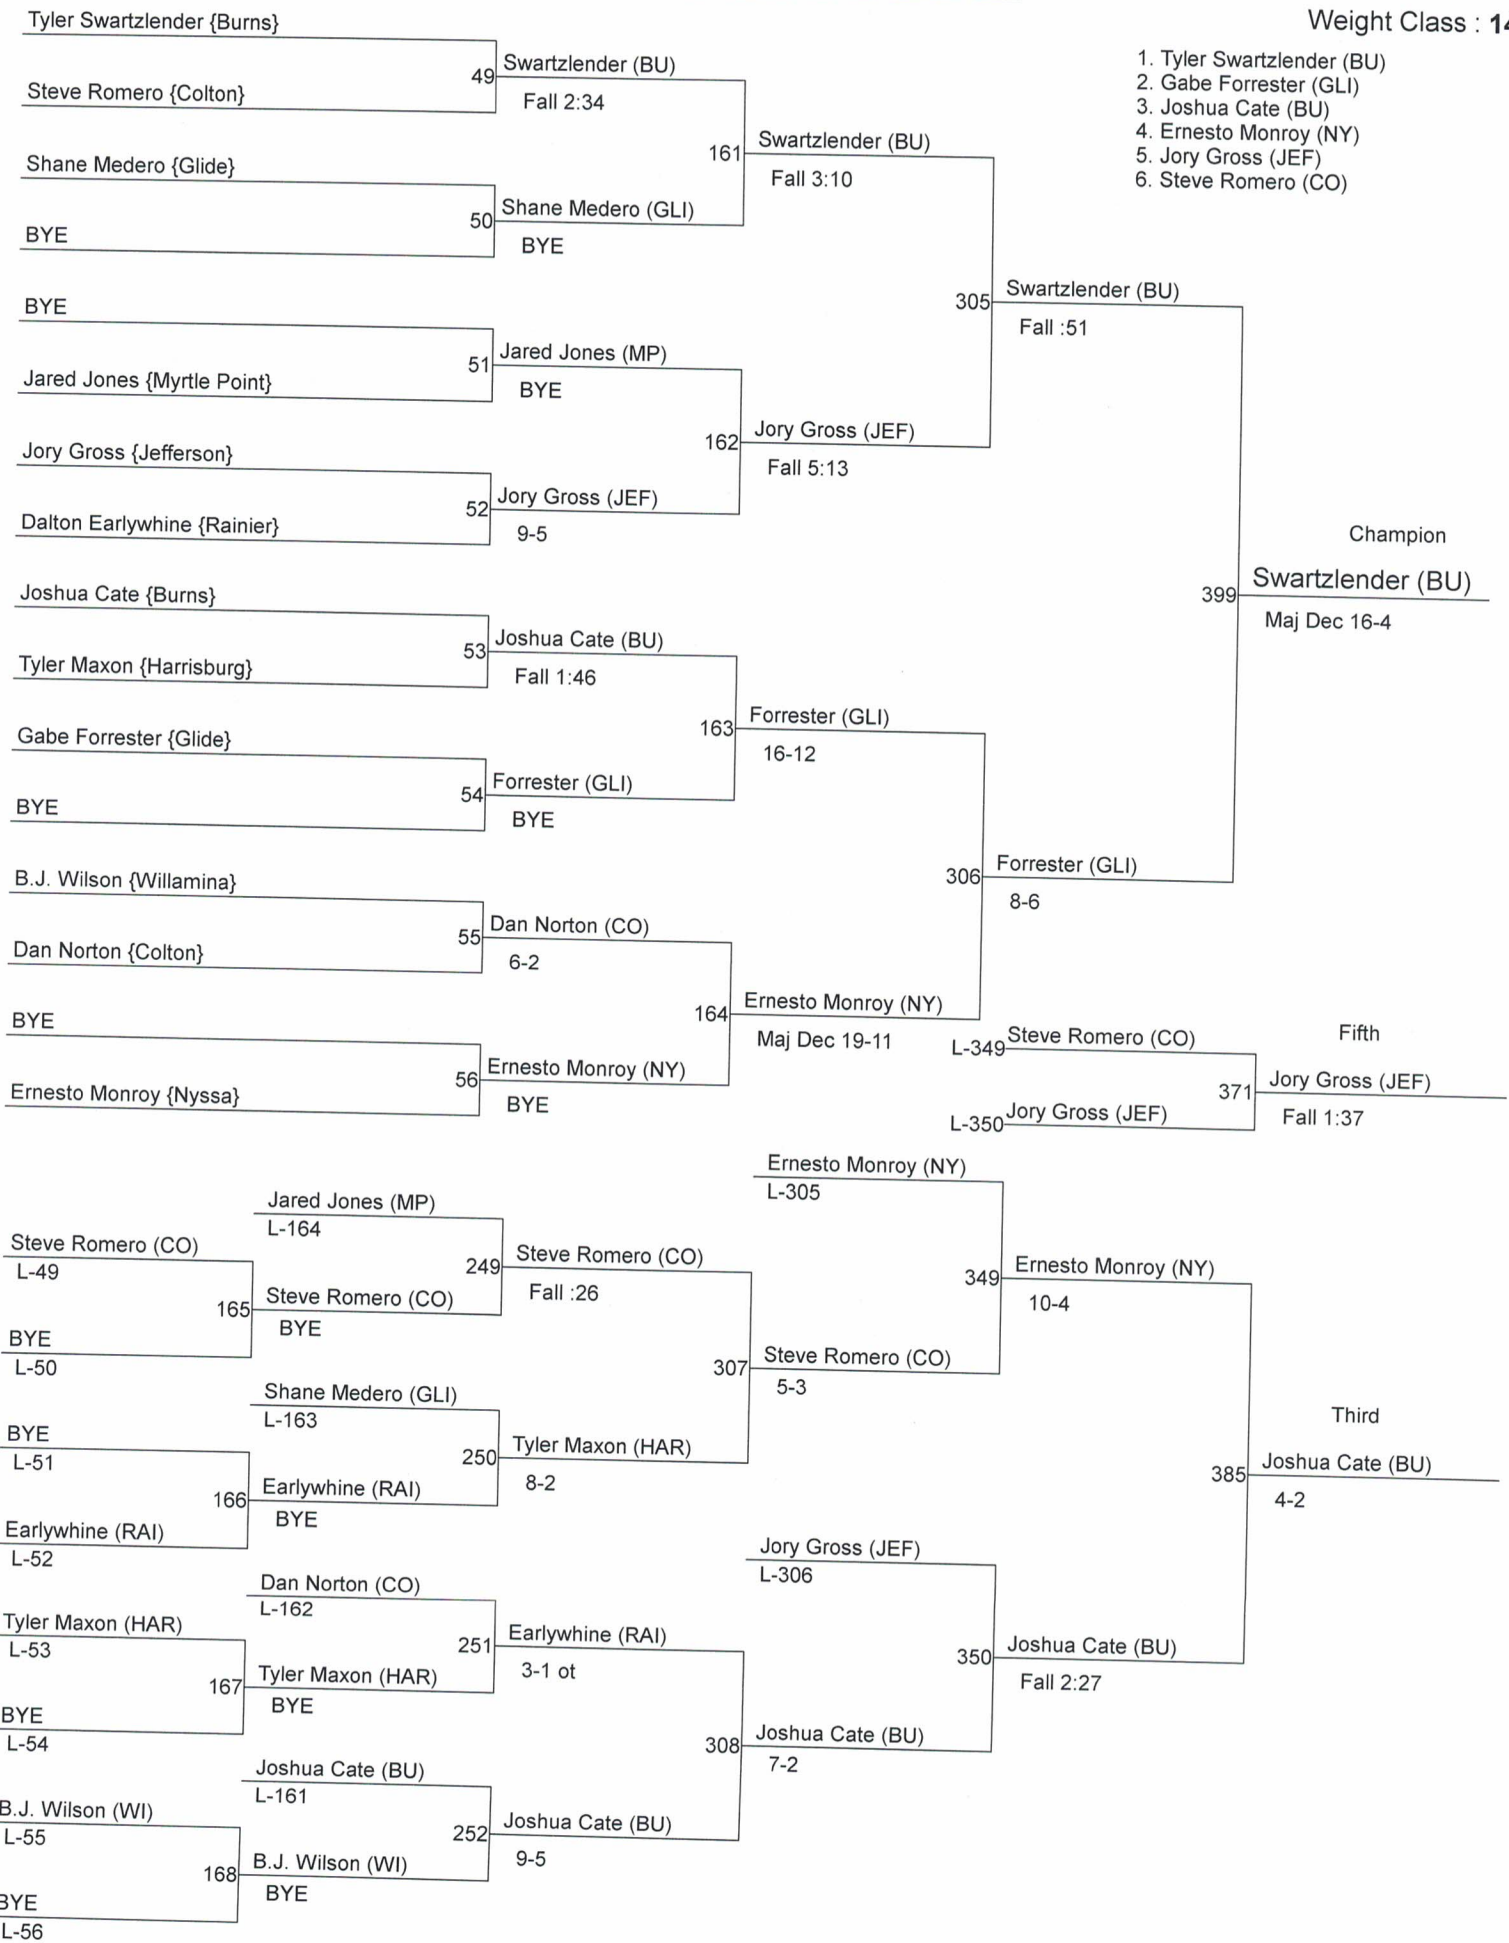 Weight Class : 14
1. Tyler Swartzlender (BU)
2. Gabe Forrester (GLI)
3. Joshua Cate (BU)
4. Ernesto Monroy (NY)
5. Jory Gross (JEF)
6. Steve Romero (CO)
Tyler Swartzlender {Burns}
49
Swartzlender (BU)
Fall 2:34
Steve Romero {Colton}
161
Swartzlender (BU)
Fall 3:10
Shane Medero {Glide}
50
Shane Medero (GLI)
BYE
BYE
305
Swartzlender (BU)
Fall :51
BYE
51
Jared Jones (MP)
BYE
Jared Jones {Myrtle Point}
162
Jory Gross (JEF)
Fall 5:13
Jory Gross {Jefferson}
52
Jory Gross (JEF)
9-5
Dalton Earlywhine {Rainier}
Champion
399
Swartzlender (BU)
Maj Dec 16-4
Joshua Cate {Burns}
53
Joshua Cate (BU)
Fall 1:46
Tyler Maxon {Harrisburg}
163
Forrester (GLI)
16-12
Gabe Forrester {Glide}
54
Forrester (GLI)
BYE
BYE
306
Forrester (GLI)
8-6
B.J. Wilson {Willamina}
55
Dan Norton (CO)
6-2
Dan Norton {Colton}
164
Ernesto Monroy (NY)
Maj Dec 19-11
BYE
56
Ernesto Monroy (NY)
BYE
Ernesto Monroy {Nyssa}
Fifth
L-349
Steve Romero (CO)
371
Jory Gross (JEF)
Fall 1:37
L-350
Jory Gross (JEF)
Ernesto Monroy (NY)
L-305
Jared Jones (MP)
L-164
Steve Romero (CO)
L-49
249
Steve Romero (CO)
Fall :26
165
Steve Romero (CO)
BYE
BYE
L-50
349
Ernesto Monroy (NY)
10-4
307
Steve Romero (CO)
5-3
Shane Medero (GLI)
L-163
BYE
L-51
250
Tyler Maxon (HAR)
8-2
166
Earlywhine (RAI)
BYE
Earlywhine (RAI)
L-52
Third
385
Joshua Cate (BU)
4-2
Jory Gross (JEF)
L-306
Dan Norton (CO)
L-162
Tyler Maxon (HAR)
L-53
251
Earlywhine (RAI)
3-1 ot
167
Tyler Maxon (HAR)
BYE
BYE
L-54
350
Joshua Cate (BU)
Fall 2:27
308
Joshua Cate (BU)
7-2
Joshua Cate (BU)
L-161
B.J. Wilson (WI)
L-55
252
Joshua Cate (BU)
9-5
168
B.J. Wilson (WI)
BYE
BYE
L-56